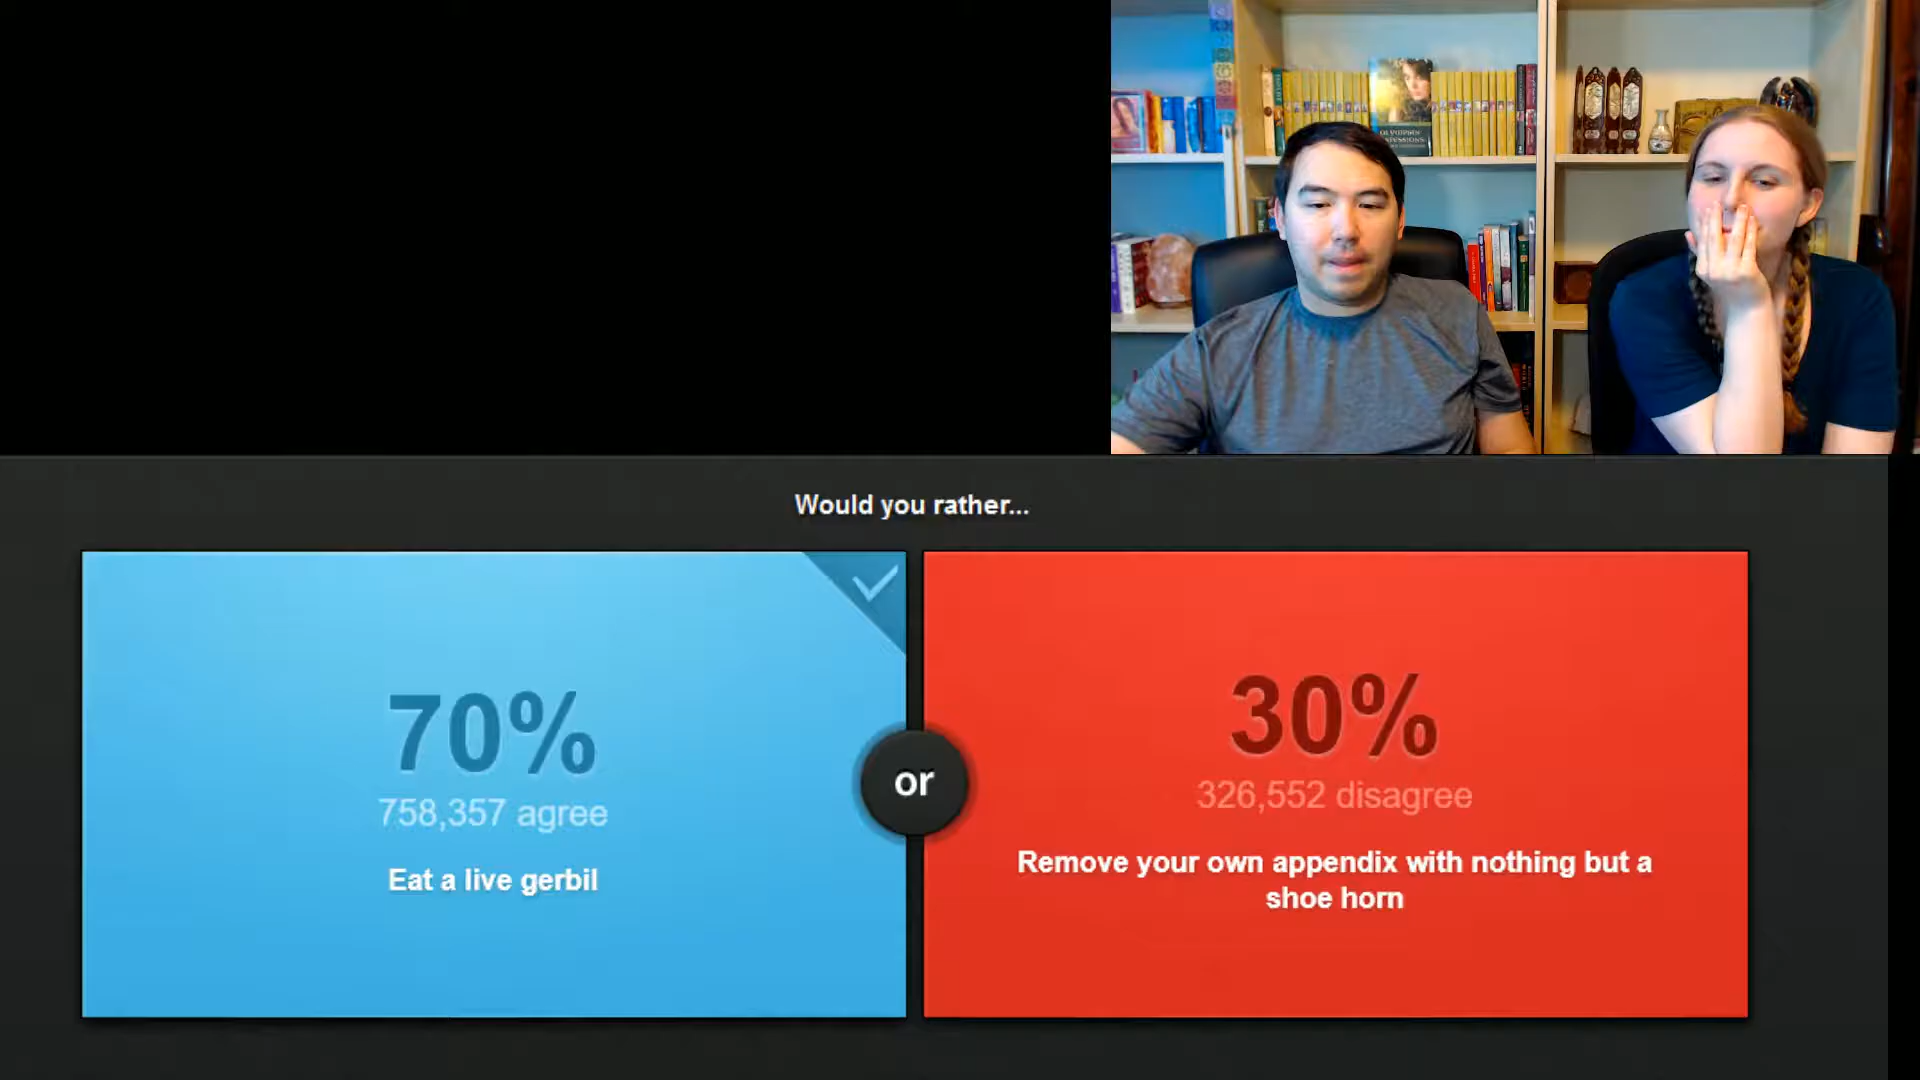 OLYMPIAN
Would you rather...
70%
758,357 agree
Eat a live gerbil
or
30%
326,552 disagree
Remove your own appendix with nothing but a
shoe horn